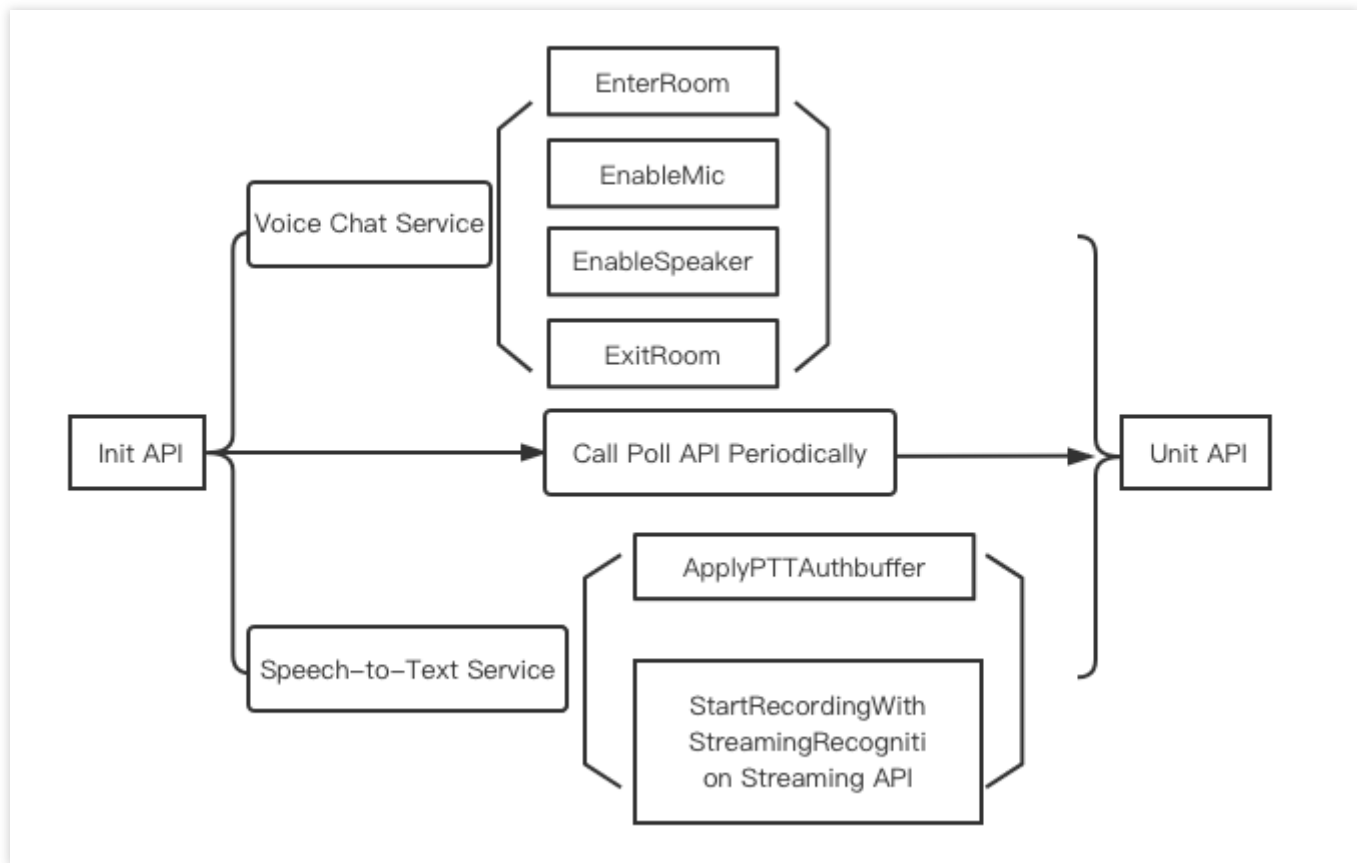 EnterRoom
EnableMic
Voice Chat Service
EnableSpeaker
ExitRoom
Init API
Call Poll API Periodically
Unit API
ApplyPTTAuthbuffer
Speech-to-Text Service
StartRecordingWith
StreamingRecogniti
on Streaming API